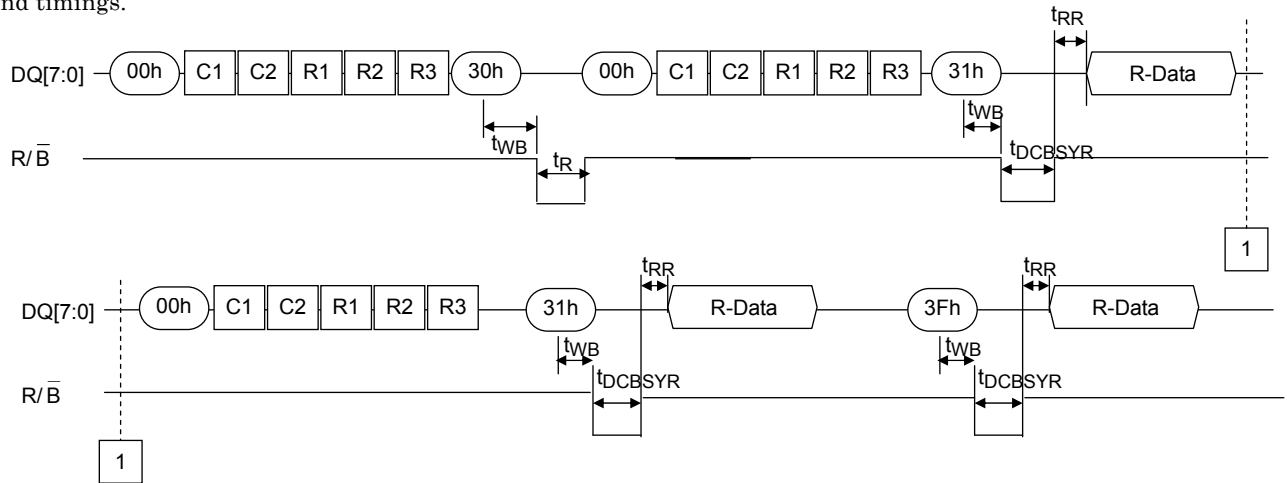 nd timings.
tRR
DQ[7:0] 00h C1 C2 R1 R2 R3 30h 00h C1 C2 R1 R2 R3 31h R-Data
tWB tWB
R/B̅ tR tDCBSYR
1
tRR tRR
DQ[7:0] 00h C1 C2 R1 R2 R3 31h R-Data 3Fh R-Data
tWB tWB
R/B̅ tDCBSYR tDCBSYR
1